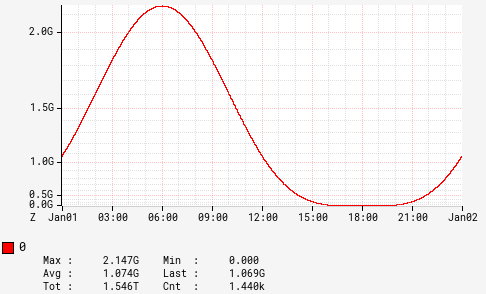 2.0G
1.5G
1.0G
0.5G
0.0G
Z Jan01 03:00 06:00 09:00 12:00 15:00 18:00 21:00 Jan02
0
Max : 2.147G Min : 0.000
Avg : 1.074G Last : 1.069G
Tot : 1.546T Cnt : 1.440k